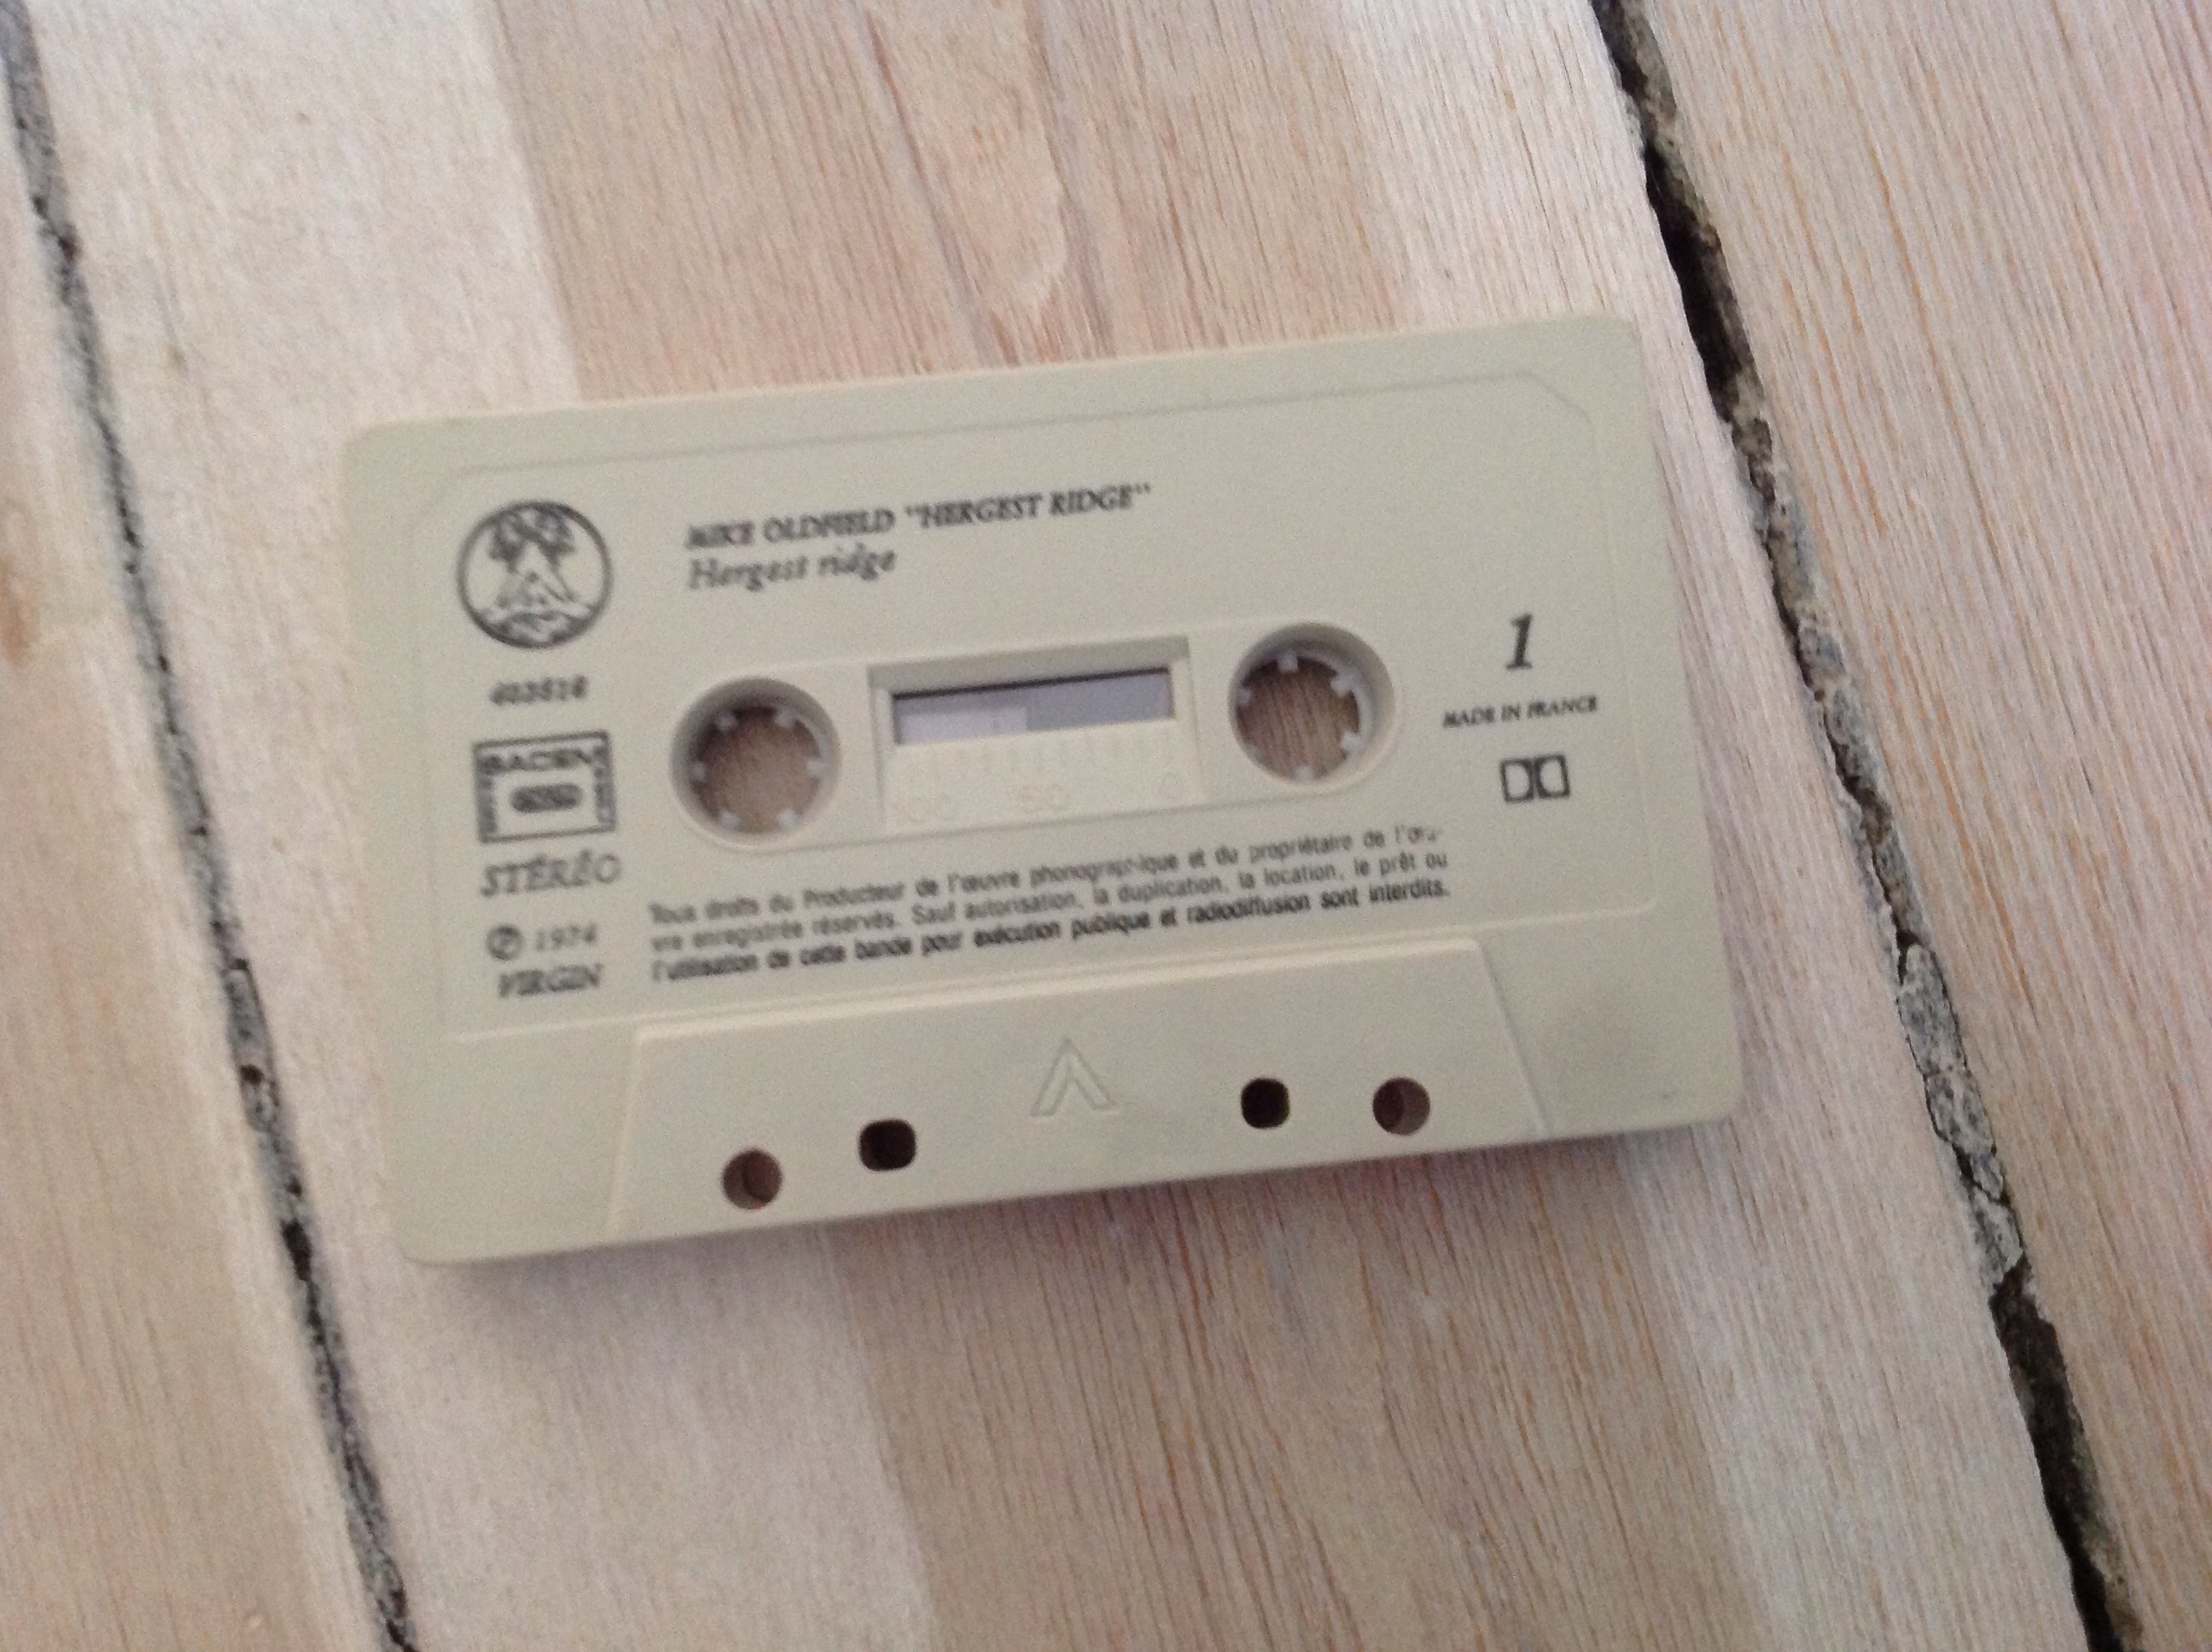 MIKE OLDFIELD "HERGEST RIDGE"
Hergest ridge
1
MADE IN FRANCE
SACEM
STÉRÉO
℗ 1974
VIRGIN
Tous droits du Producteur de l'œuvre phonographique et du propriétaire de l'œu-
vre enregistrée réservés. Sauf autorisation, la duplication, la location, le prêt ou
l'utilisation de cette bande pour exécution publique et radiodiffusion sont interdits.